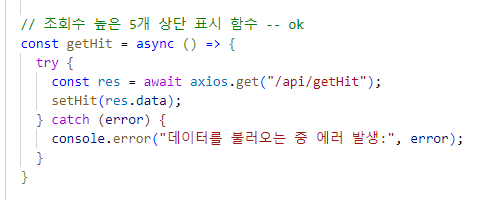 // 조회수 높은 5개 상단 표시 함수 -- ok
const getHit = async () => {
try {
const res = await axios.get("/api/getHit");
setHit(res.data);
} catch (error) {
console.error("데이터를 불러오는 중 에러 발생:", error);
}
}